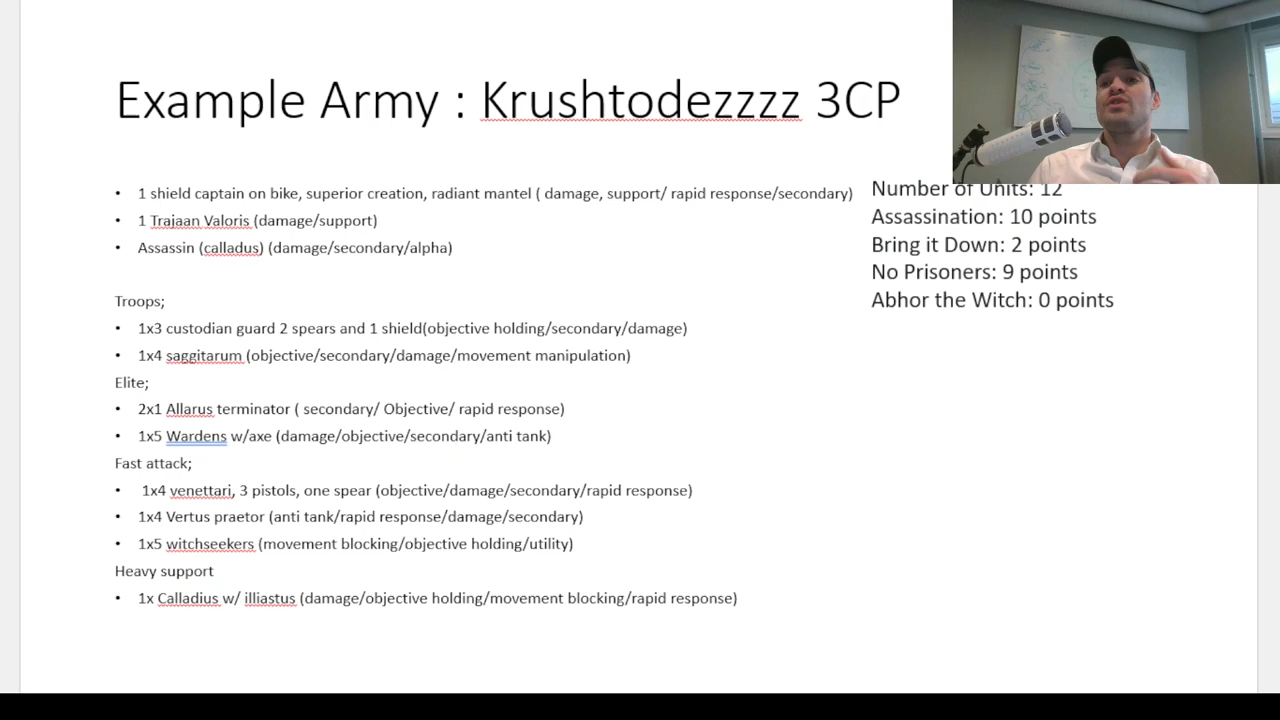 Example Army : Krushtodezzzz 3CP
• 1 shield captain on bike, superior creation, radiant mantel ( damage, support/ rapid response/secondary)
• 1 Trajaan Valoris (damage/support)
• Assassin (calladus) (damage/secondary/alpha)
Troops;
• 1x3 custodian guard 2 spears and 1 shield(objective holding/secondary/damage)
• 1x4 saggitarum (objective/secondary/damage/movement manipulation)
Elite;
• 2x1 Allarus terminator ( secondary/ Objective/ rapid response)
• 1x5 Wardens w/axe (damage/objective/secondary/anti tank)
Fast attack;
• 1x4 venettari, 3 pistols, one spear (objective/damage/secondary/rapid response)
• 1x4 Vertus praetor (anti tank/rapid response/damage/secondary)
• 1x5 witchseekers (movement blocking/objective holding/utility)
Heavy support
• 1x Calladius w/ illiastus (damage/objective holding/movement blocking/rapid response)
Number of Units: 12
Assassination: 10 points
Bring it Down: 2 points
No Prisoners: 9 points
Abhor the Witch: 0 points